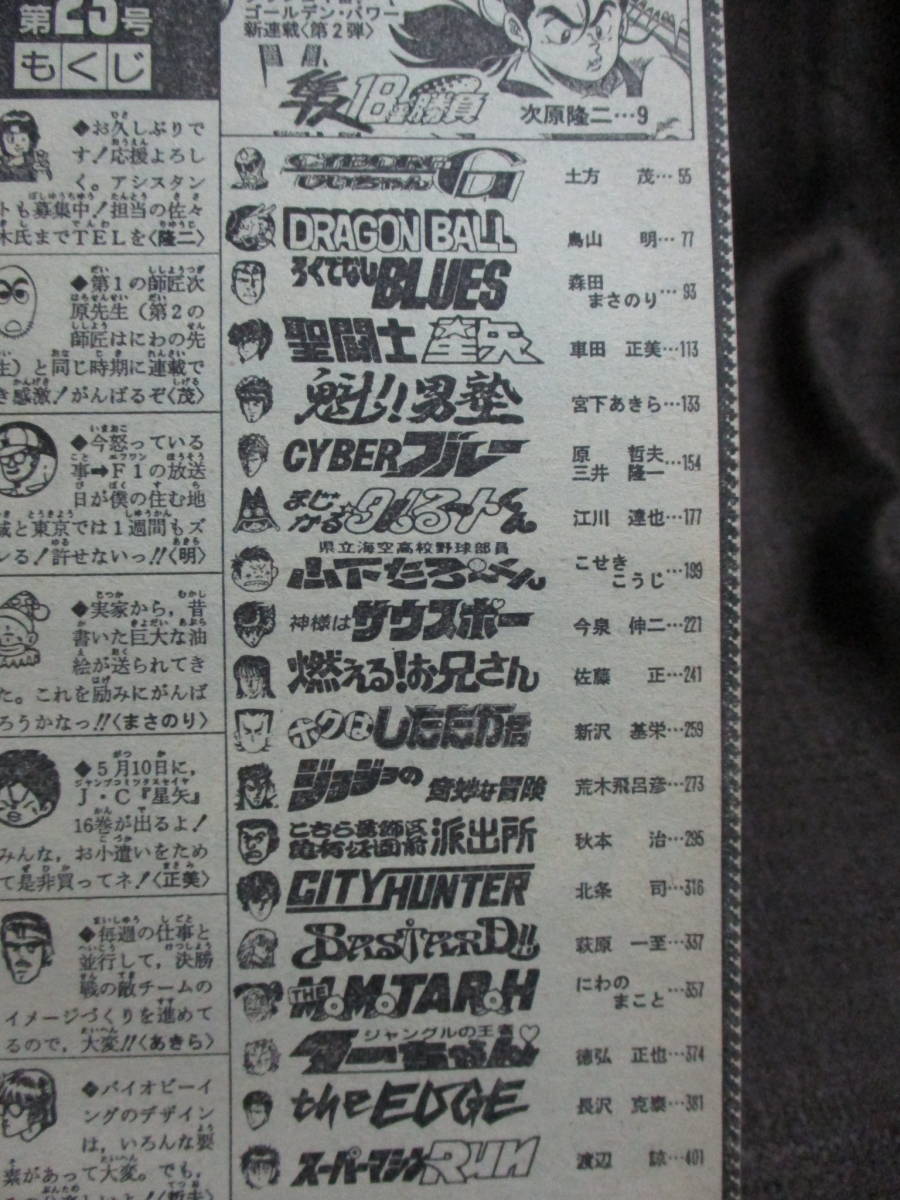 第23号
もくじ
ゴールデン・パワー
新連載〈第2弾〉
隼人18番勝負
次原隆二…9
CYBORGじいちゃんG
土方 茂…55
DRAGON BALL
鳥山 明…77
ろくでなしBLUES
森田
まさのり…93
聖闘士星矢
車田 正美…113
魁!!男塾
宮下あきら…133
CYBERブルー
原 哲夫
三井 隆一…154
まじかる☆タルるートくん
江川 達也…177
県立海空高校野球部員
山下たろーくん
こせき
こうじ…199
神様はサウスポー
今泉 伸二…221
燃える!お兄さん
佐藤 正…241
ボクはしたたか君
新沢 基栄…259
ジョジョの奇妙な冒険
荒木飛呂彦…273
こちら葛飾区
亀有公園前派出所
秋本 治…295
CITY HUNTER
北条 司…316
BASTARD!!
萩原 一至…337
THE MOMOTAROH
にわの
まこと…357
ジャングルの王者♡
ターちゃん
徳弘 正也…374
the EDGE
長沢 克泰…381
スーパーマシンRUN
渡辺 諒…401
◆お久しぶりで
す!応援よろし
く。アシスタン
トも募集中!担当の佐々
木氏までTELを〈隆二〉
◆第1の師匠次
原先生(第2の
師匠はにわの先
生)と同じ時期に連載で
き感激!がんばるぞ〈茂〉
◆今怒っている
事➡F1の放送
日が僕の住む地
域と東京では1週間もズ
レる!許せないっ!!〈明〉
◆実家から,昔
書いた巨大な油
絵が送られてき
た。これを励みにがんば
ろうかなっ!!〈まさのり〉
◆5月10日に,
J・C『星矢』
16巻が出るよ!
みんな,お小遣いをため
て是非買ってネ!〈正美〉
◆毎週の仕事と
並行して,決勝
戦の敵チームの
イメージづくりを進めて
るので,大変!!〈あきら〉
◆バイオビーイ
ングのデザイン
は,いろんな要
素があって大変。でも,